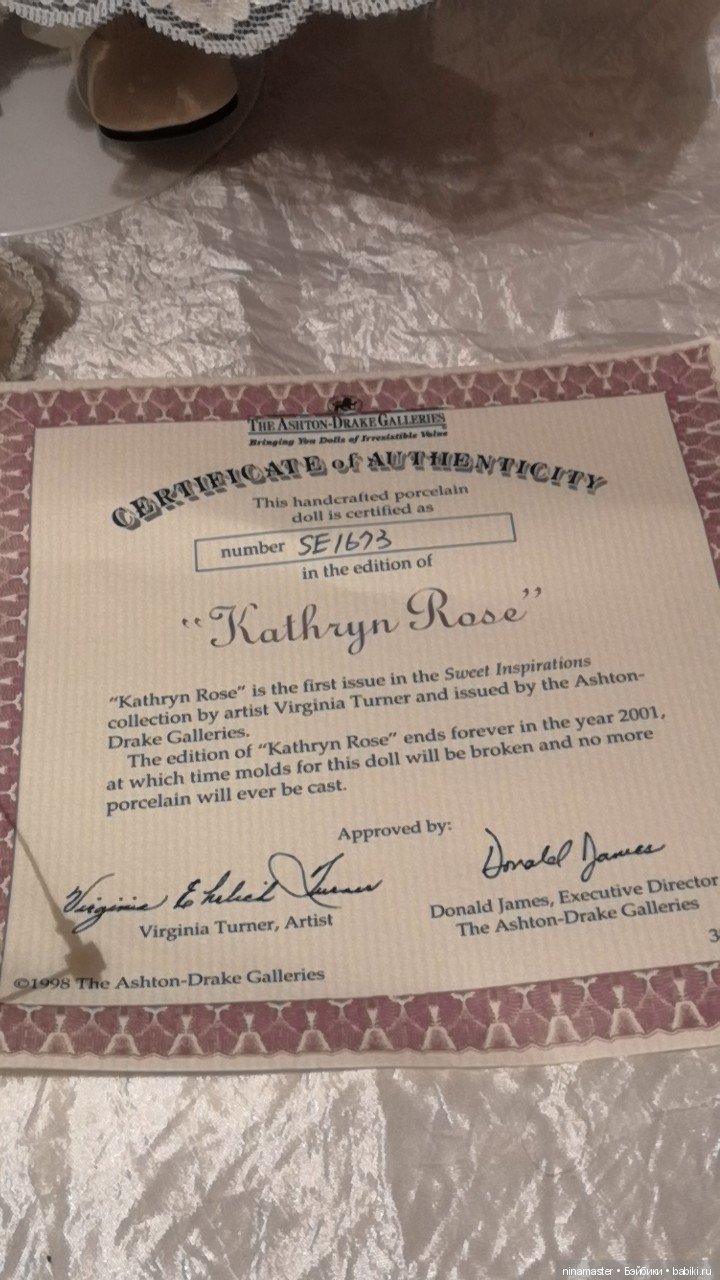 THE ASHTON-DRAKE GALLERIES
Bringing You Dolls of Irresistible Value
CERTIFICATE of AUTHENTICITY
This handcrafted porcelain
doll is certified as
number SE1673
in the edition of
“Kathryn Rose”
“Kathryn Rose” is the first issue in the Sweet Inspirations
collection by artist Virginia Turner and issued by the Ashton-
Drake Galleries.
The edition of “Kathryn Rose” ends forever in the year 2001,
at which time molds for this doll will be broken and no more
porcelain will ever be cast.
Approved by:
Virginia Ehrlich Turner
Donald James
Virginia Turner, Artist
Donald James, Executive Director
The Ashton-Drake Galleries
©1998 The Ashton-Drake Galleries
ninamaster • Бэйбики • babiki.ru